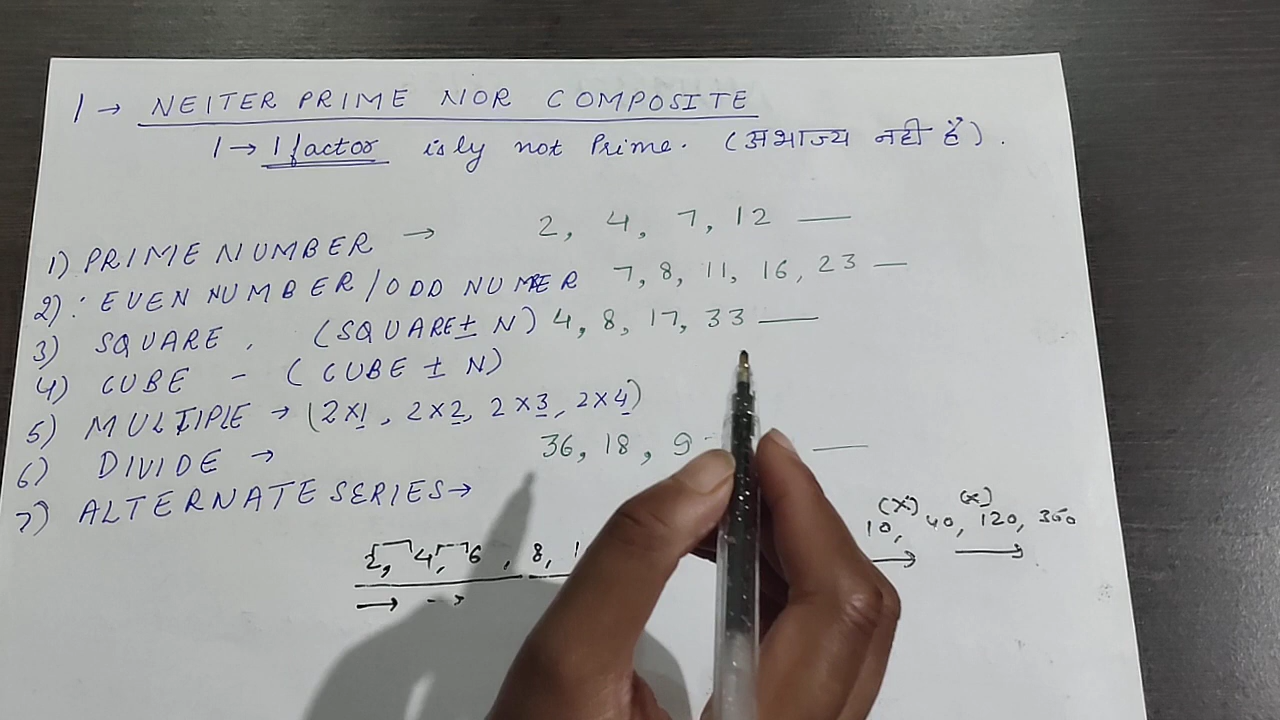 1 → NEITER PRIME NOR COMPOSITE
1 → 1 factor is not Prime. (अभाज्य नही है).
1) PRIME NUMBER → 2, 4, 7, 12 —
2): EVEN NUMBER / ODD NUMBER 7, 8, 11, 16, 23 —
3) SQUARE. (SQUARE ± N) 4, 8, 17, 33 —
4) CUBE - (CUBE ± N)
5) MULTIPLE → (2×1, 2×2, 2×3, 2×4)
6) DIVIDE → 36, 18, 9 —
7) ALTERNATE SERIES →
(×) (×)
2, 4, 6, 8, 10, 40, 120, 360